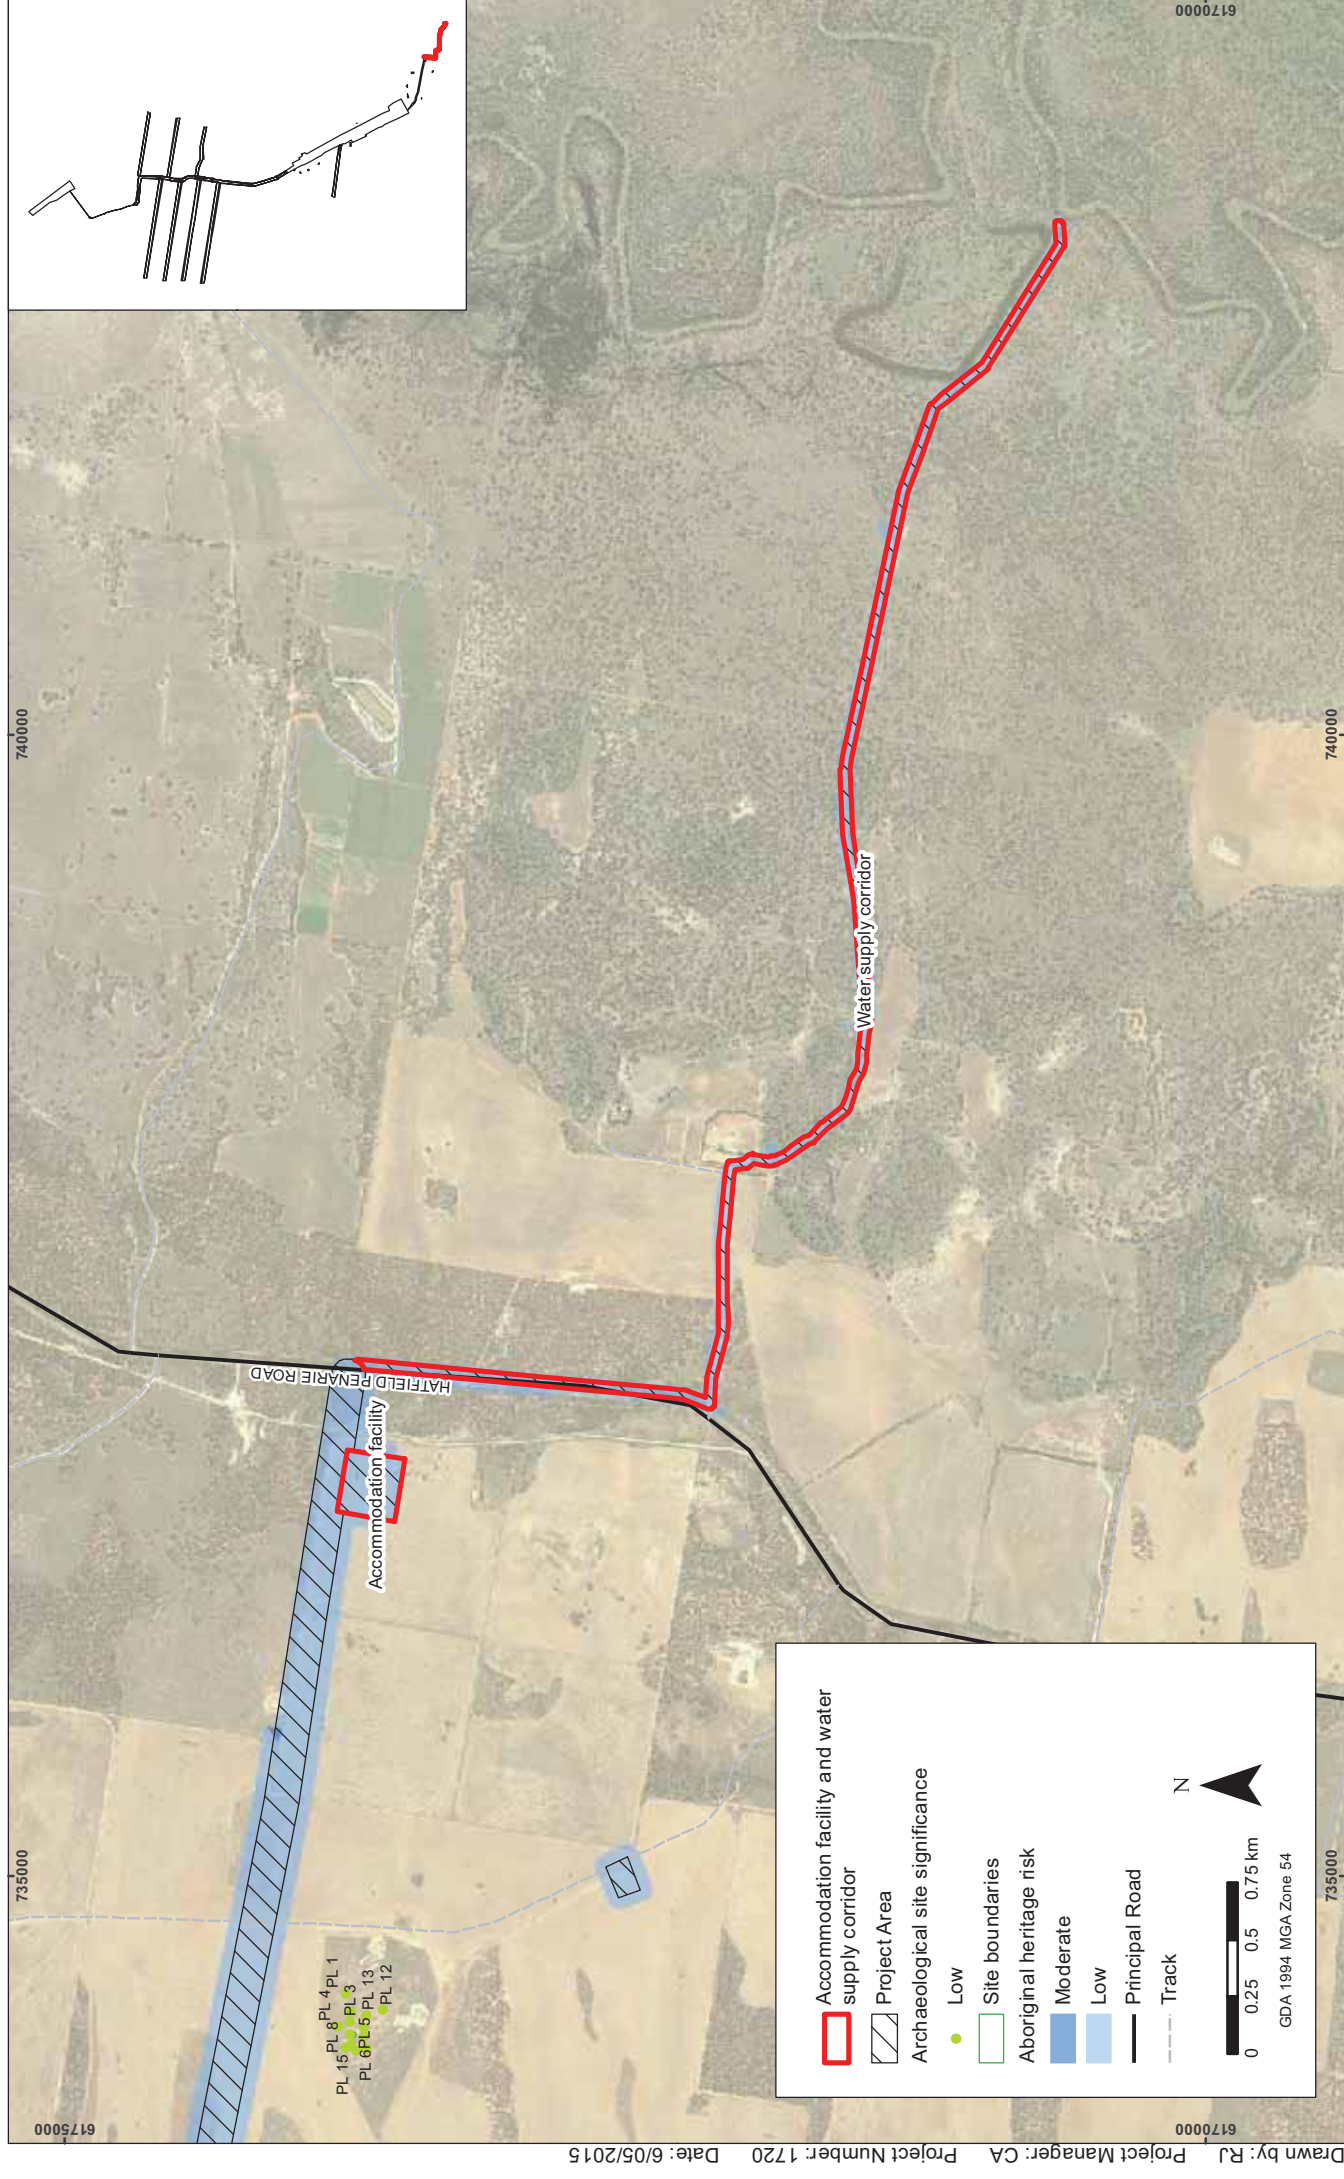 740000
735000
6175000
6170000
HATFIELD PENARIE ROAD
Accommodation facility
Water supply corridor
PL 1
PL 4
PL 8
PL 3
PL 15
PL 13
PL 5
PL 6
PL 12
Accommodation facility and water
supply corridor
Project Area
Archaeological site significance
Low
Site boundaries
Aboriginal heritage risk
Moderate
Low
Principal Road
Track
N
0 0.25 0.5 0.75 km
GDA 1994 MGA Zone 54
735000
740000
6170000
Date: 6/05/2015 Project Number: 1720 Project Manager: CA Drawn by: RJ